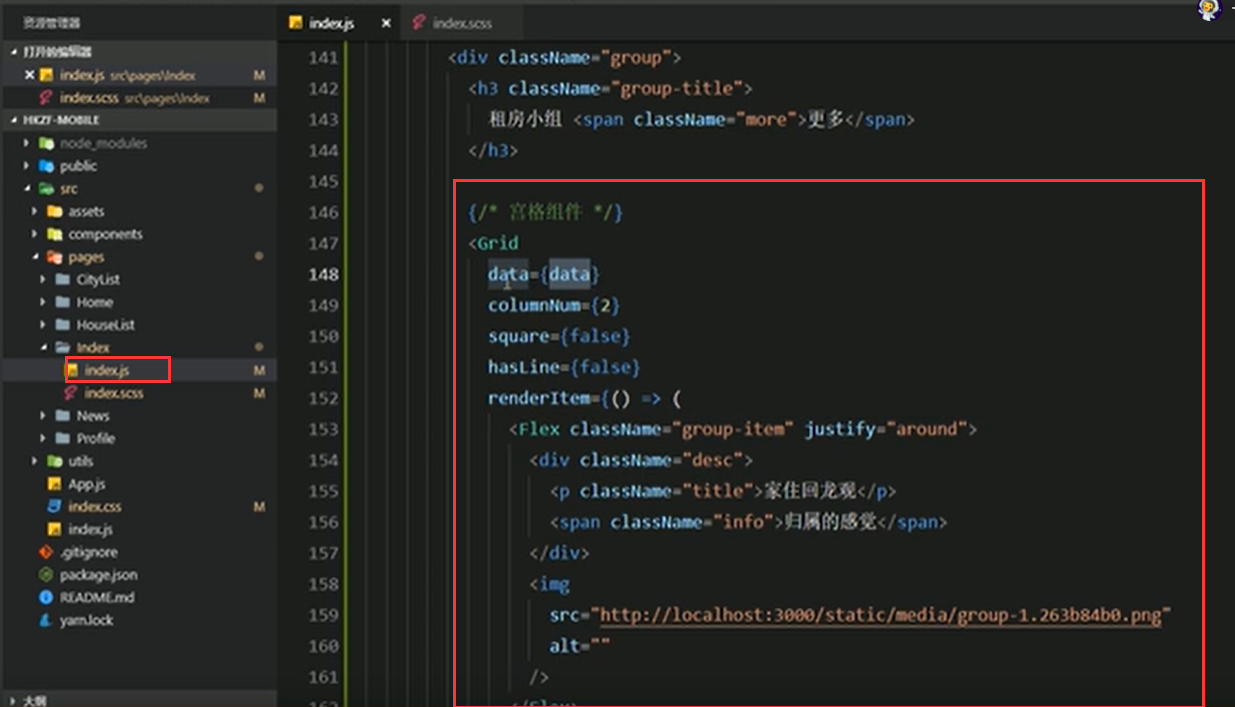 资源管理器
打开的编辑器
index.js src\pages\Index M
index.scss src\pages\Index M
HKZF-MOBILE
node_modules
public
src
assets
components
pages
CityList
Home
HouseList
Index
index.js M
index.scss M
News
Profile
utils
App.js
index.css M
index.js
.gitignore
package.json
README.md
yarn.lock
大纲
index.js index.scss
141 <div className="group">
142 <h3 className="group-title">
143 租房小组 <span className="more">更多</span>
144 </h3>
145
146 {/* 宫格组件 */}
147 <Grid
148 data={data}
149 columnNum={2}
150 square={false}
151 hasLine={false}
152 renderItem={() => (
153 <Flex className="group-item" justify="around">
154 <div className="desc">
155 <p className="title">家住回龙观</p>
156 <span className="info">归属的感觉</span>
157 </div>
158 <img
159 src="http://localhost:3000/static/media/group-1.263b84b0.png"
160 alt=""
161 />
162 </Flex>